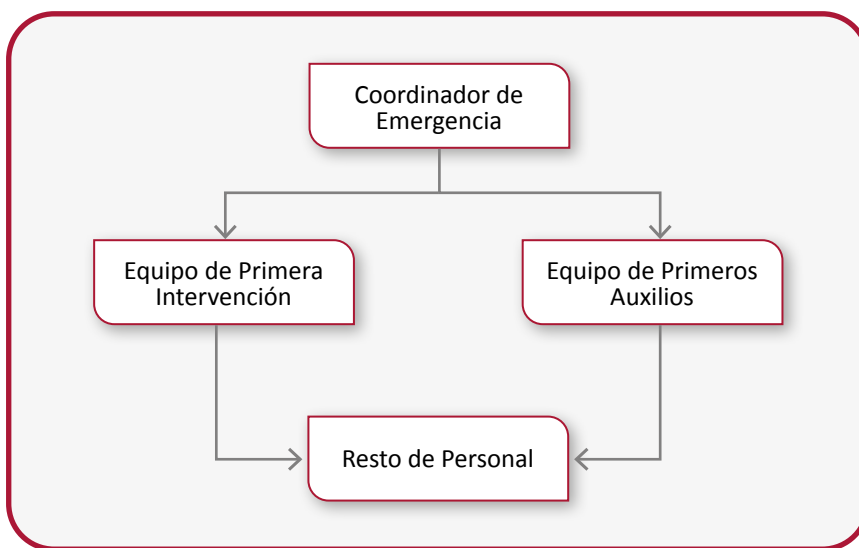 Coordinador de
Emergencia
Equipo de Primera
Intervención
Equipo de Primeros
Auxilios
Resto de Personal